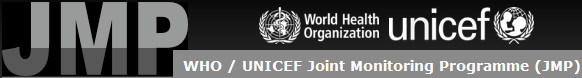 JMP
World Health
Organization
unicef
WHO / UNICEF Joint Monitoring Programme (JMP)